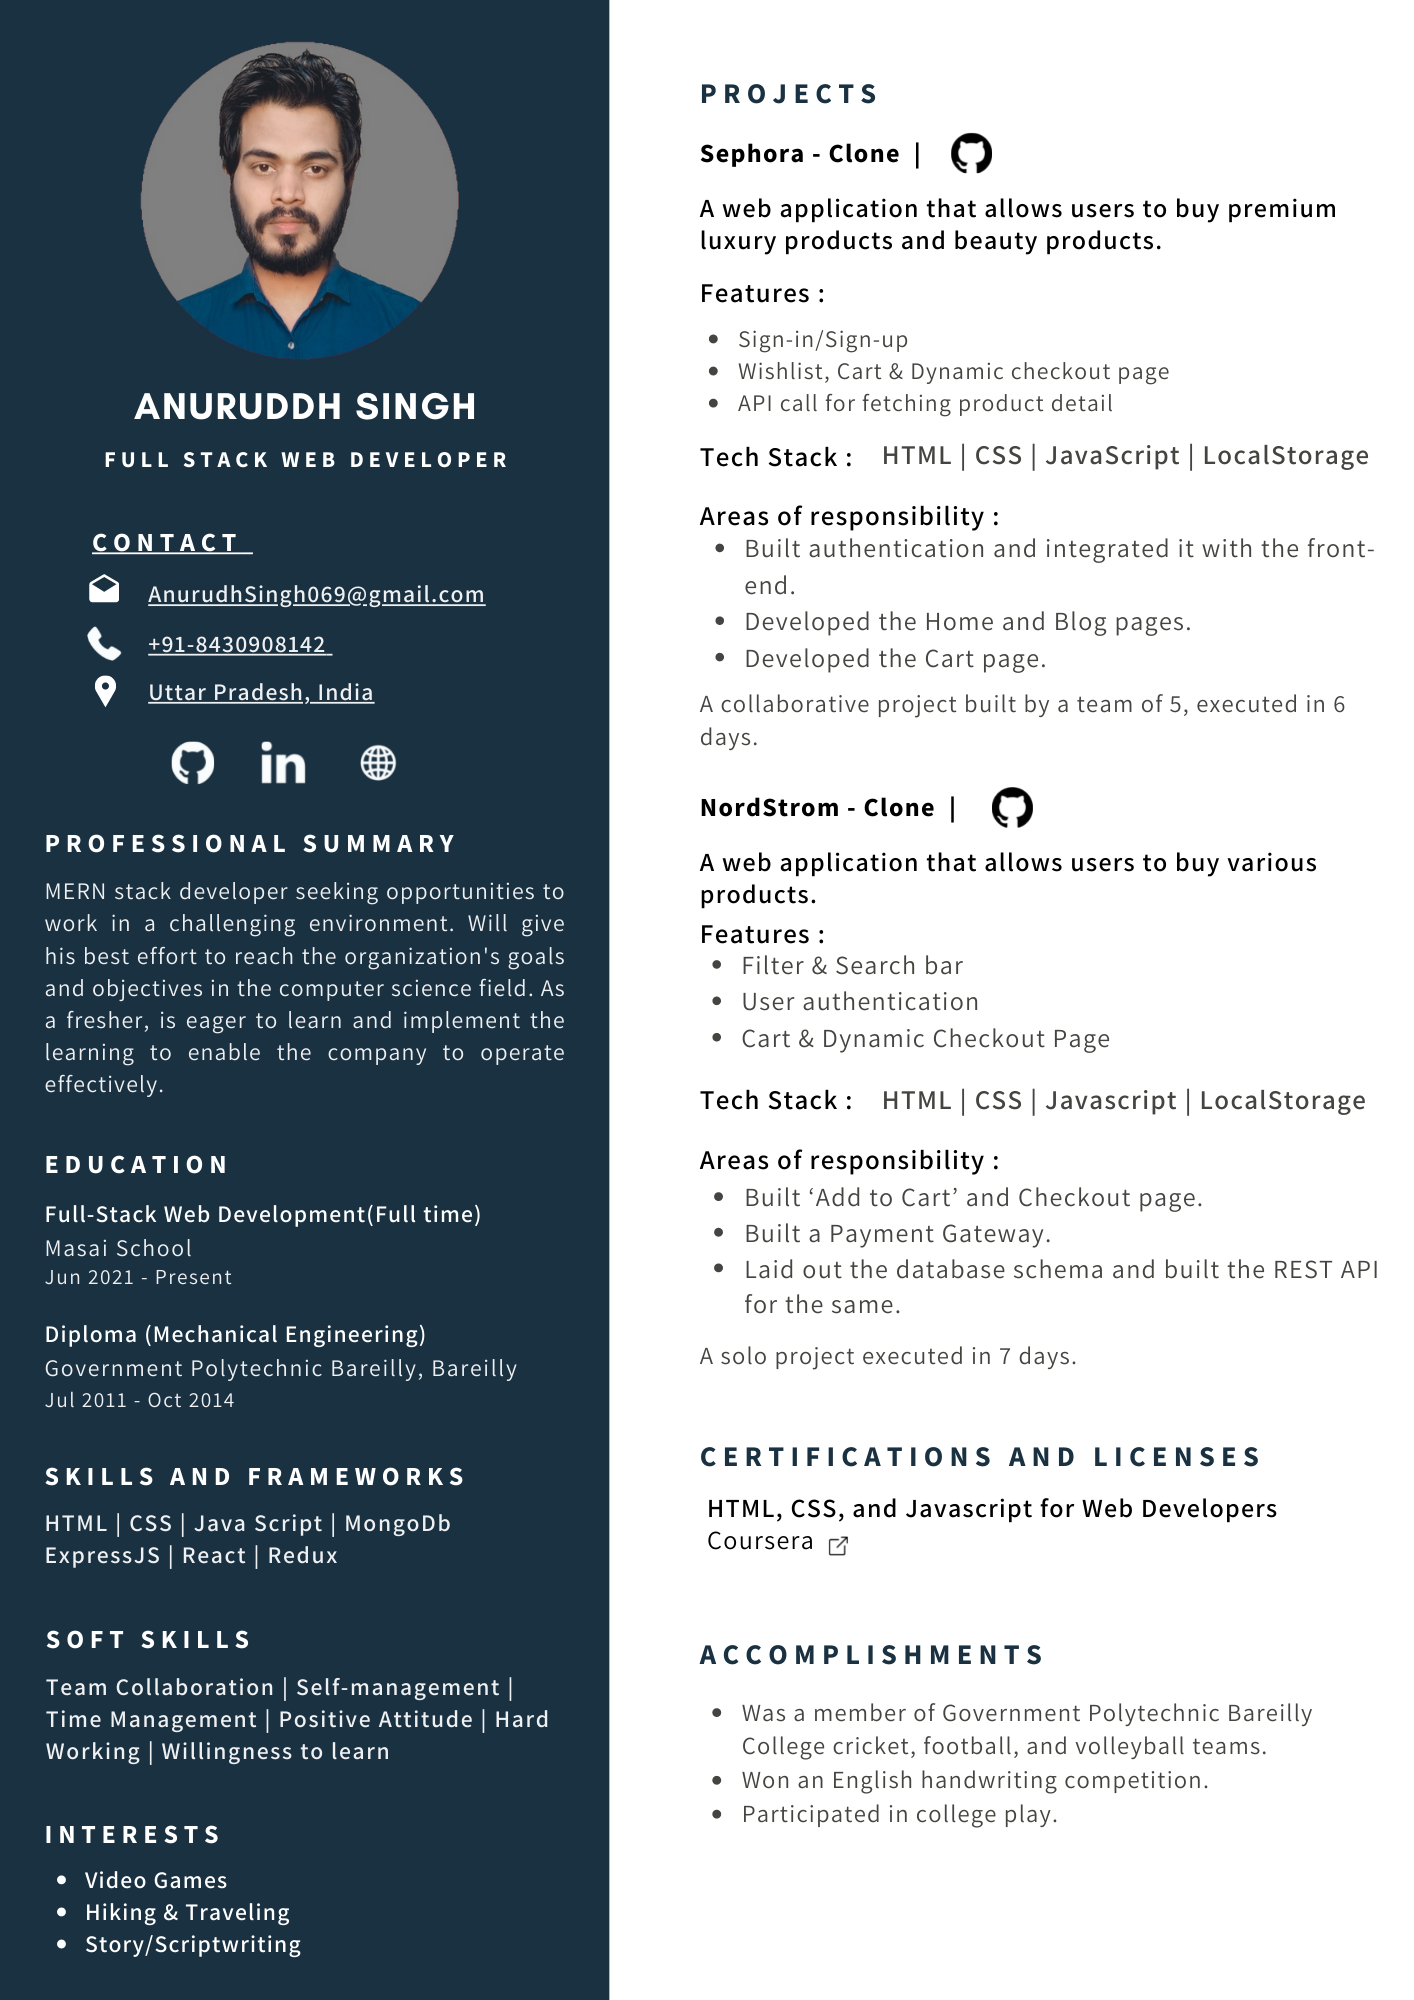 ANURUDDH SINGH
FULL STACK WEB DEVELOPER
CONTACT
AnurudhSingh069@gmail.com
+91-8430908142
Uttar Pradesh, India
in
PROFESSIONAL SUMMARY
MERN stack developer seeking opportunities to
work in a challenging environment. Will give
his best effort to reach the organization's goals
and objectives in the computer science field. As
a fresher, is eager to learn and implement the
learning to enable the company to operate
effectively.
EDUCATION
Full-Stack Web Development(Full time)
Masai School
Jun 2021 - Present
Diploma (Mechanical Engineering)
Government Polytechnic Bareilly, Bareilly
Jul 2011 - Oct 2014
SKILLS AND FRAMEWORKS
HTML | CSS | Java Script | MongoDb
ExpressJS | React | Redux
SOFT SKILLS
Team Collaboration | Self-management |
Time Management | Positive Attitude | Hard
Working | Willingness to learn
INTERESTS
• Video Games
• Hiking & Traveling
• Story/Scriptwriting
PROJECTS
Sephora - Clone |
A web application that allows users to buy premium
luxury products and beauty products.
Features :
• Sign-in/Sign-up
• Wishlist, Cart & Dynamic checkout page
• API call for fetching product detail
Tech Stack : HTML | CSS | JavaScript | LocalStorage
Areas of responsibility :
• Built authentication and integrated it with the front-
end.
• Developed the Home and Blog pages.
• Developed the Cart page.
A collaborative project built by a team of 5, executed in 6
days.
NordStrom - Clone |
A web application that allows users to buy various
products.
Features :
• Filter & Search bar
• User authentication
• Cart & Dynamic Checkout Page
Tech Stack : HTML | CSS | Javascript | LocalStorage
Areas of responsibility :
• Built ‘Add to Cart’ and Checkout page.
• Built a Payment Gateway.
• Laid out the database schema and built the REST API
for the same.
A solo project executed in 7 days.
CERTIFICATIONS AND LICENSES
HTML, CSS, and Javascript for Web Developers
Coursera
ACCOMPLISHMENTS
• Was a member of Government Polytechnic Bareilly
College cricket, football, and volleyball teams.
• Won an English handwriting competition.
• Participated in college play.